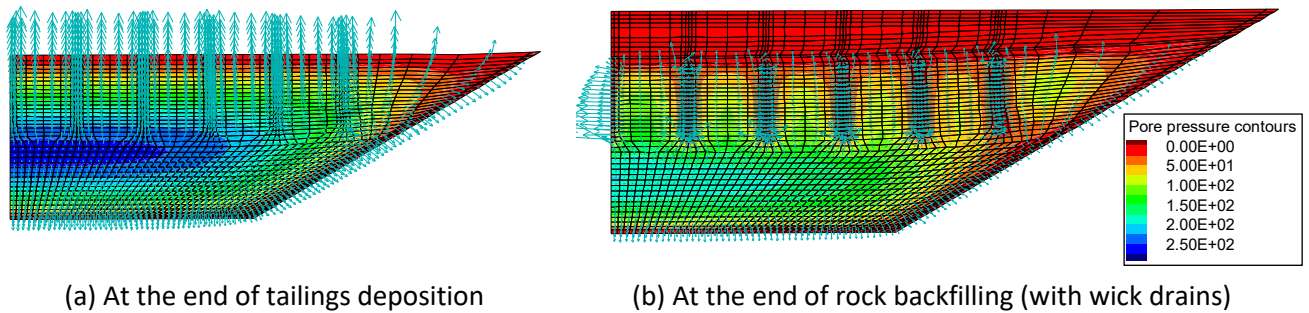 Pore pressure contours
0.00E+00
5.00E+01
1.00E+02
1.50E+02
2.00E+02
2.50E+02
(a) At the end of tailings deposition
(b) At the end of rock backfilling (with wick drains)